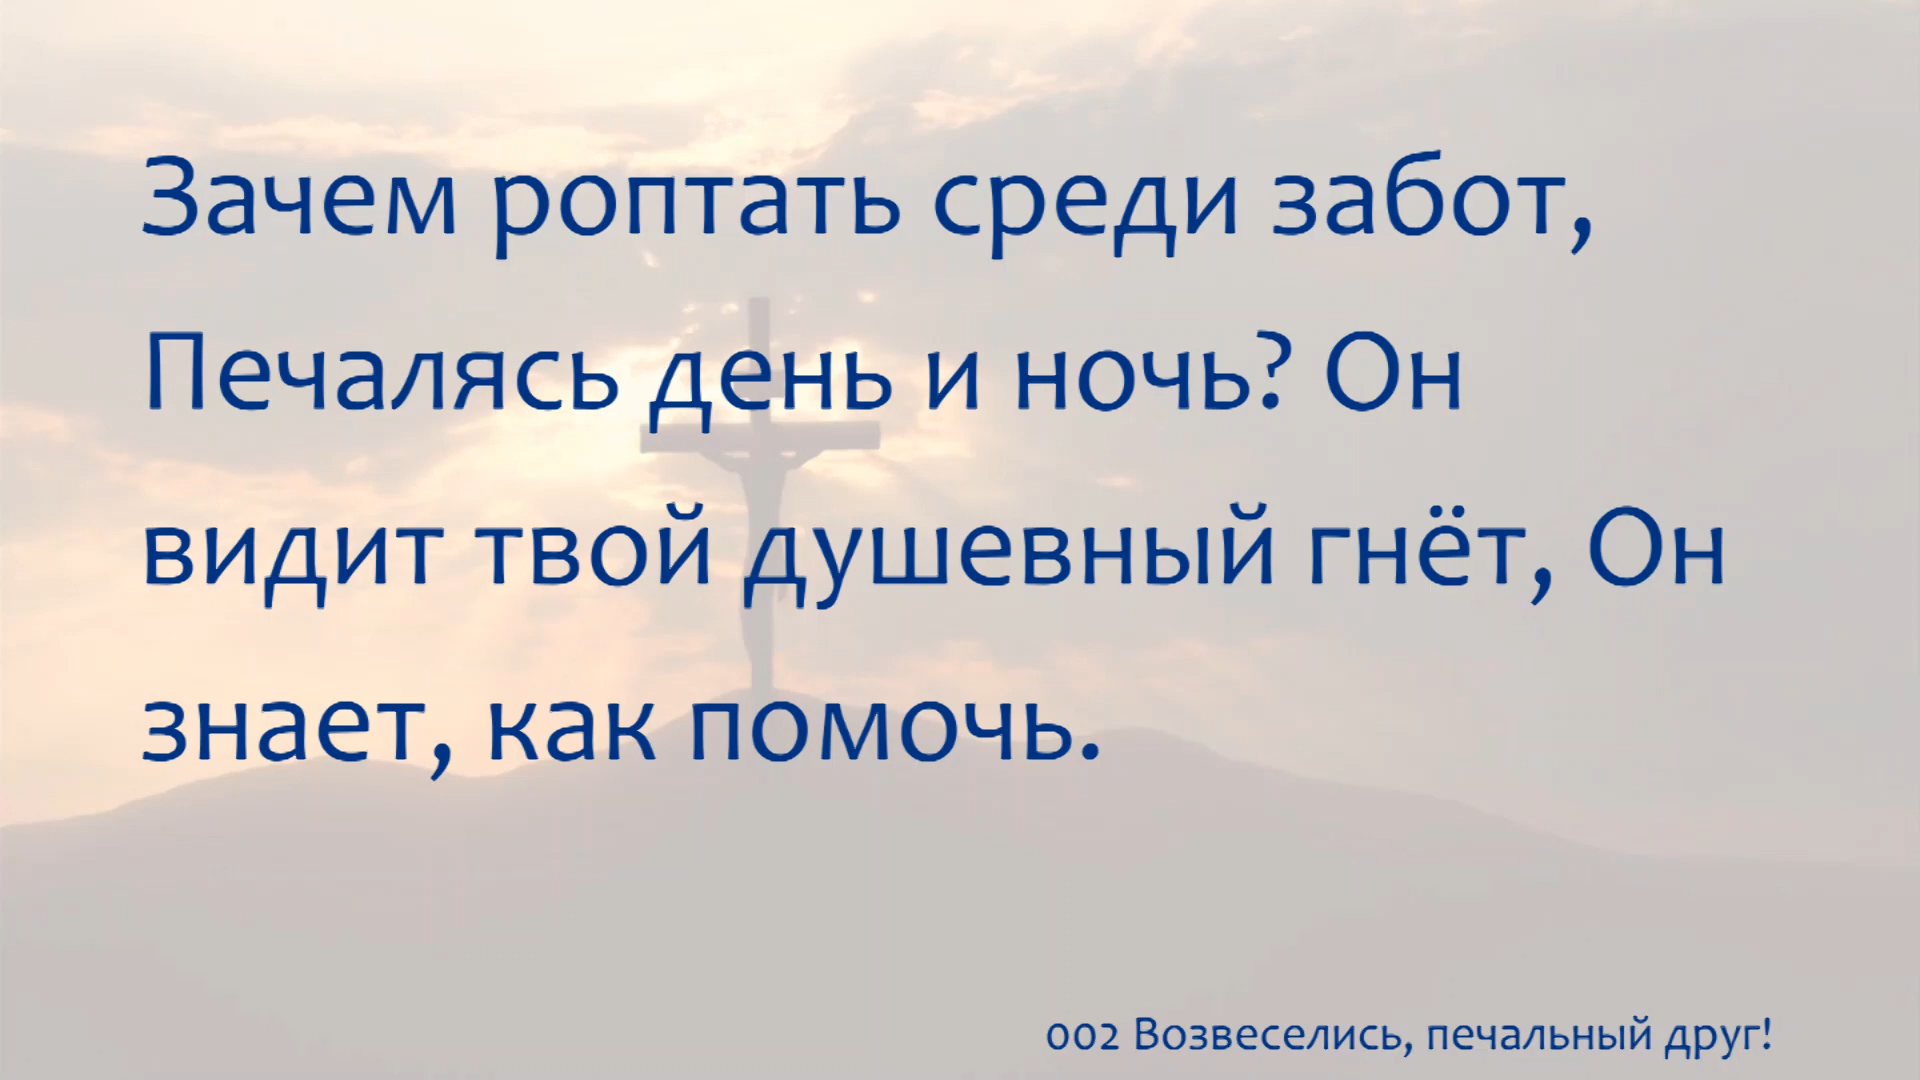 Зачем роптать среди забот,
Печалясь день и ночь? Он
видит твой душевный гнёт, Он
знает, как помочь.
002 Возвеселись, печальный друг!